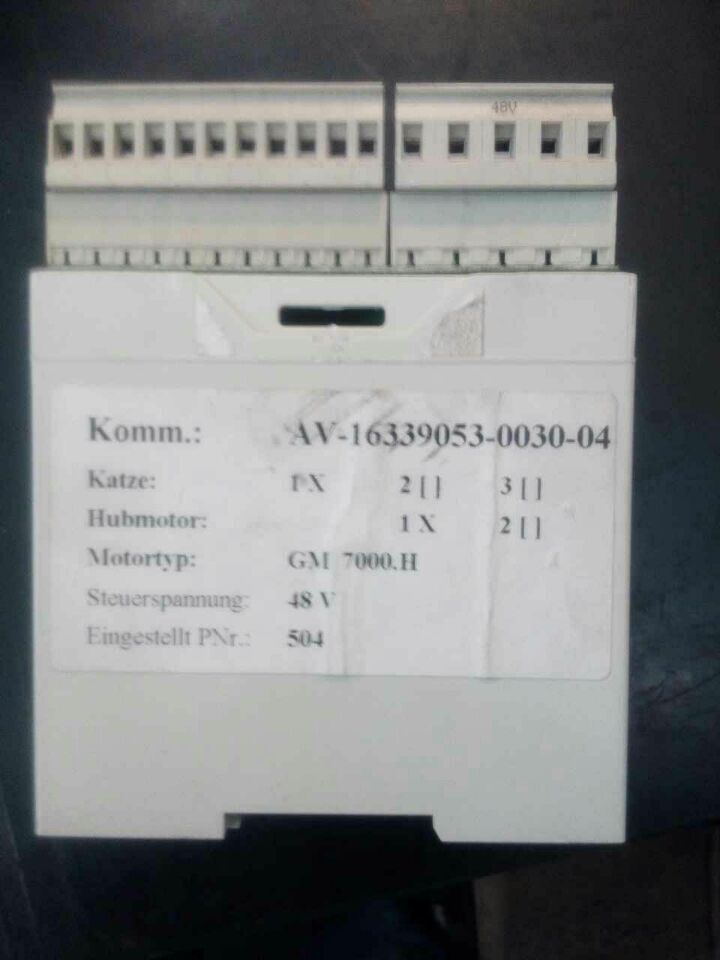 48V
Komm.: AV-16339053-0030-04
Katze: 1 X 2 [ ] 3 [ ]
Hubmotor: 1 X 2 [ ]
Motortyp: GM 7000.H
Steuerspannung: 48 V
Eingestellt PNr.: 504